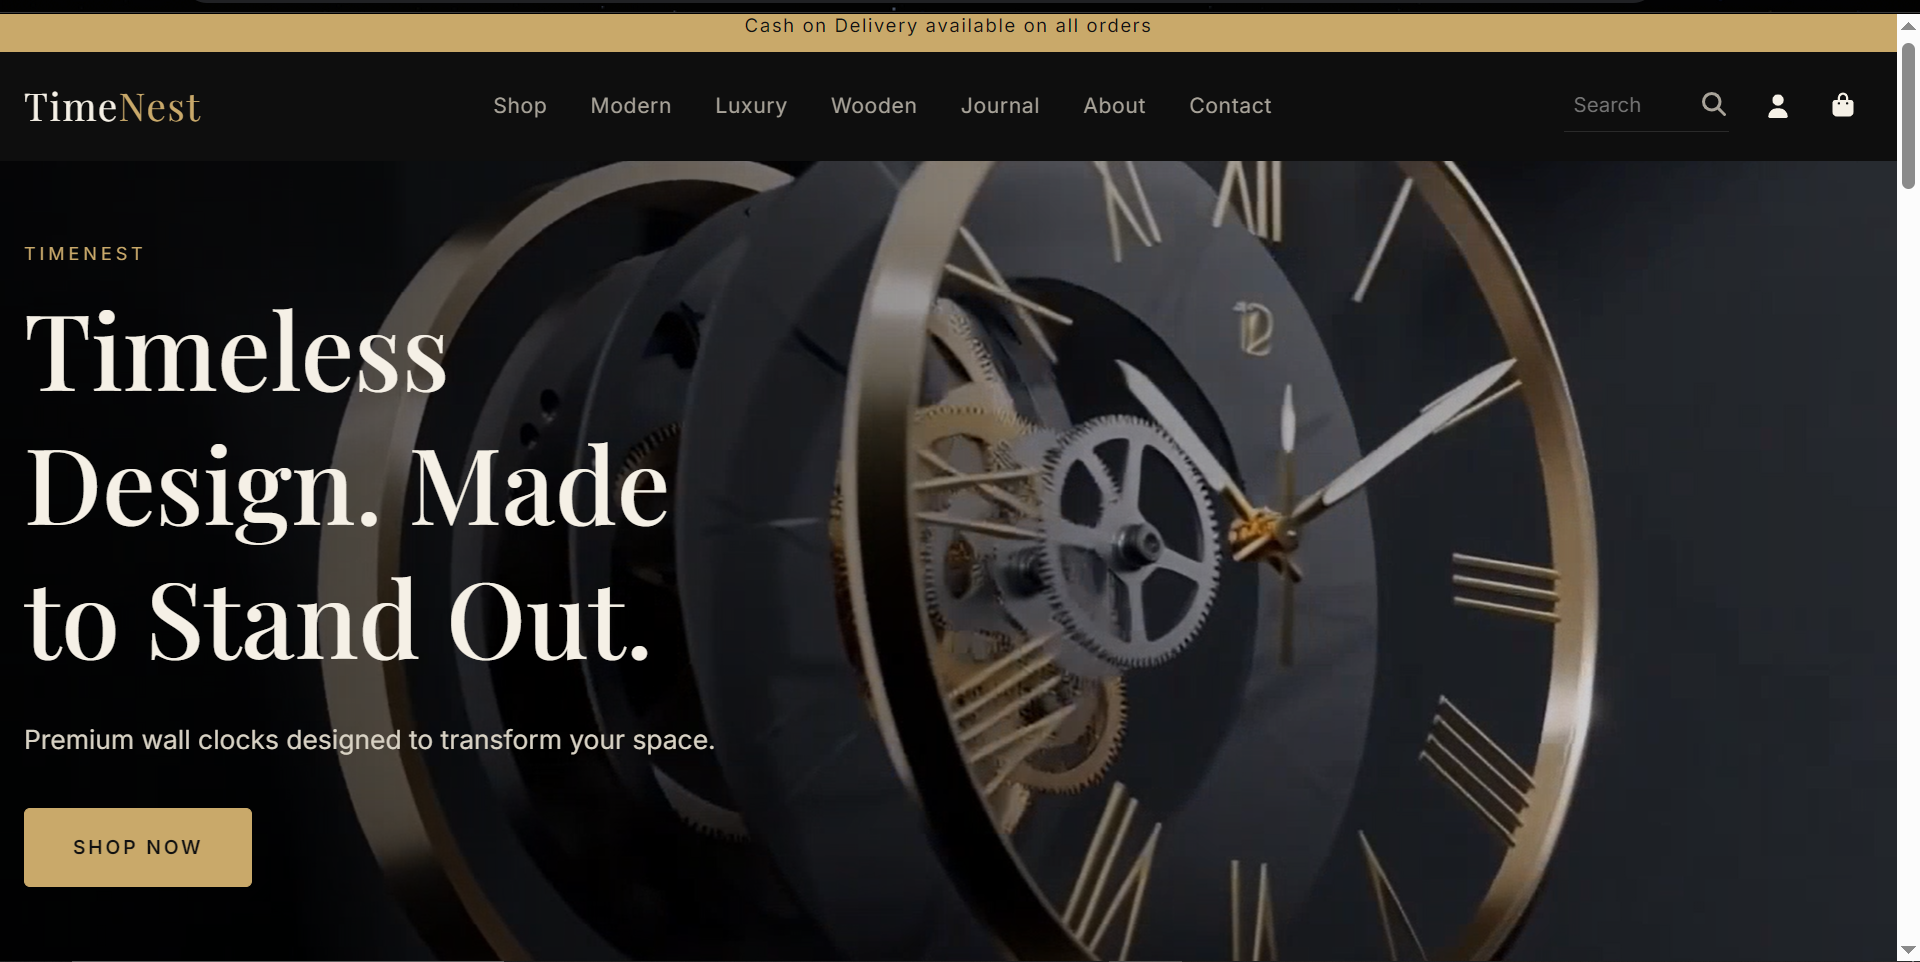 Cash on Delivery available on all orders
TimeNest
Shop Modern Luxury Wooden Journal About Contact
Search
TIMENEST
Timeless
Design. Made
to Stand Out.
Premium wall clocks designed to transform your space.
SHOP NOW